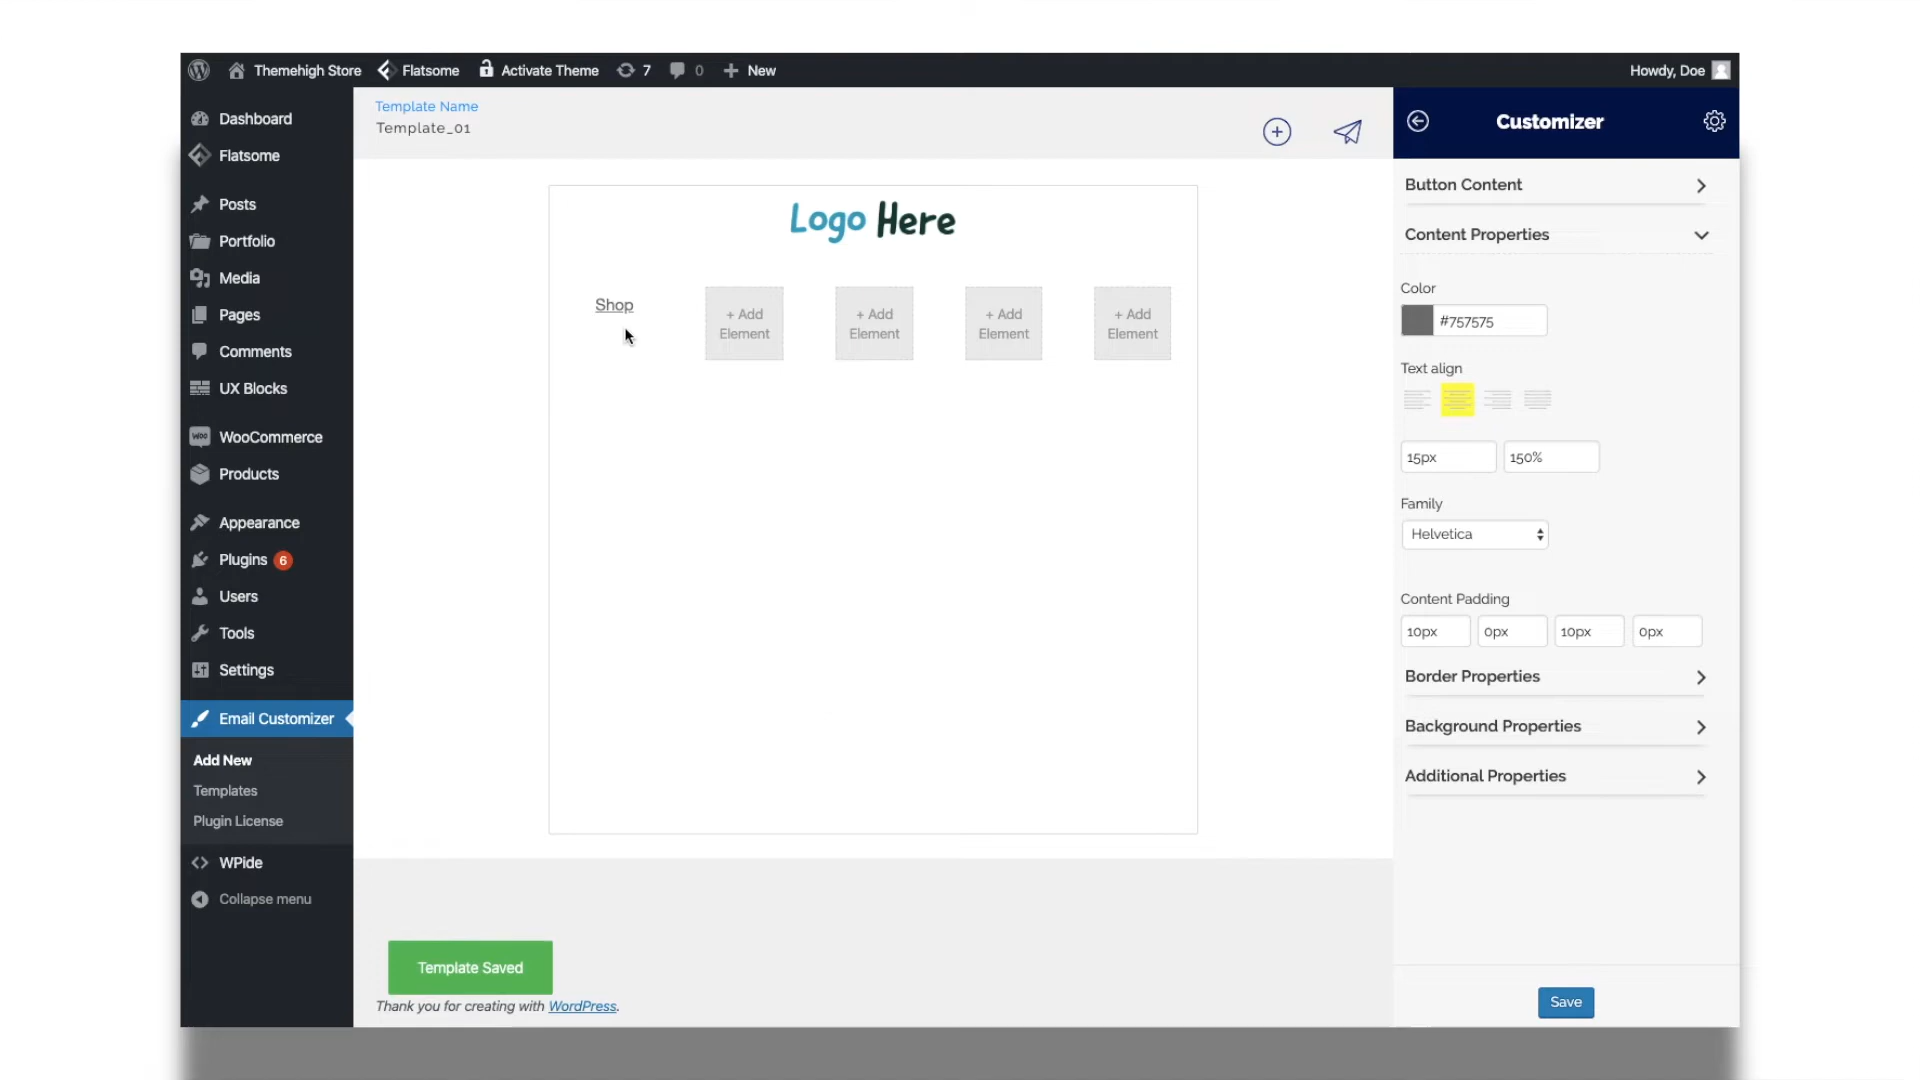 Themehigh Store Flatsome Activate Theme 7 0 New Howdy, Doe
Dashboard
Flatsome
Posts
Portfolio
Media
Pages
Comments
UX Blocks
WooCommerce
Products
Appearance
Plugins 6
Users
Tools
Settings
Email Customizer
Add New
Templates
Plugin License
WPide
Collapse menu
Template Name
Template_01
Logo Here
Shop
+ Add
Element
+ Add
Element
+ Add
Element
+ Add
Element
Template Saved
Thank you for creating with WordPress.
Customizer
Button Content
Content Properties
Color
#757575
Text align
15px 150%
Family
Helvetica
Content Padding
10px 0px 10px 0px
Border Properties
Background Properties
Additional Properties
Save